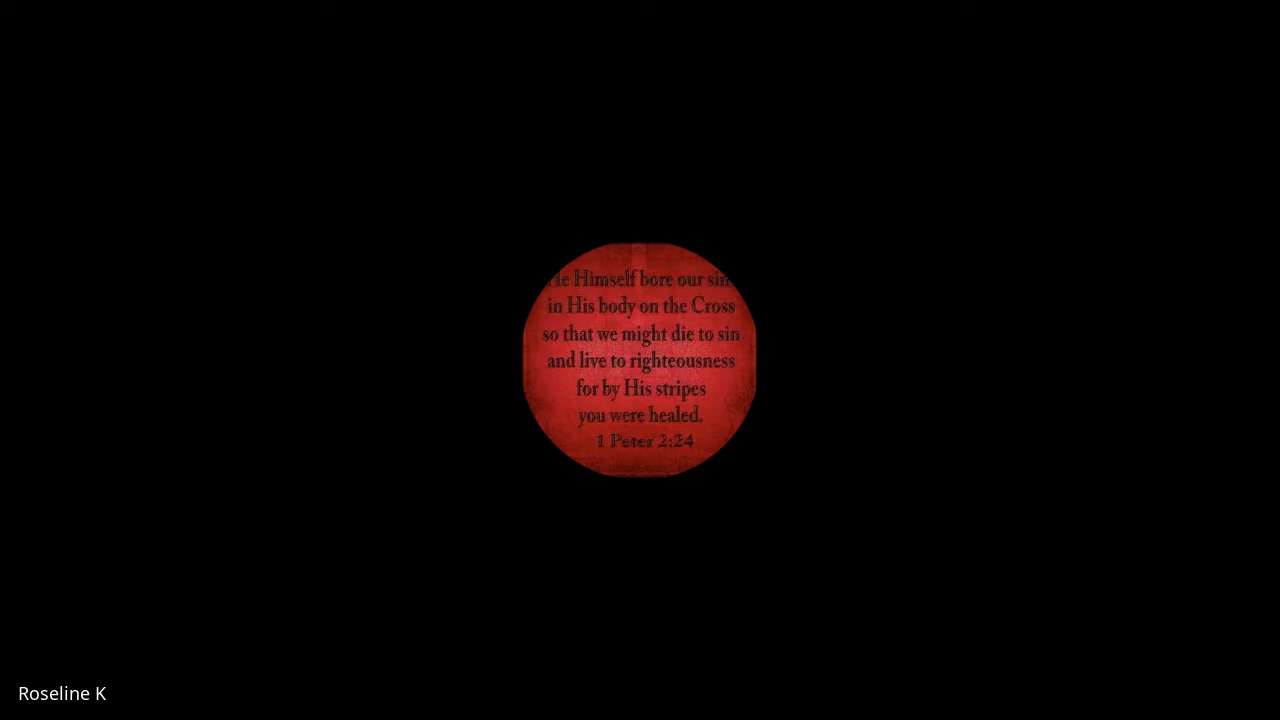 He Himself bore our sin
in His body on the Cross
so that we might die to sin
and live to righteousness
for by His stripes
you were healed.
1 Peter 2:24
Roseline K